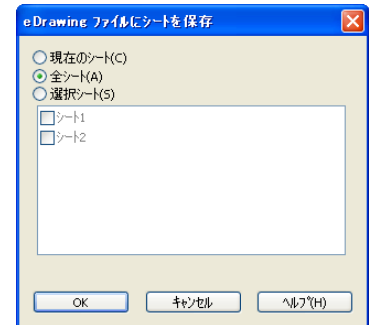 eDrawing ファイルにシートを保存
現在のシート(C)
全シート(A)
選択シート(S)
シート1
シート2
OK キャンセル ヘルプ(H)